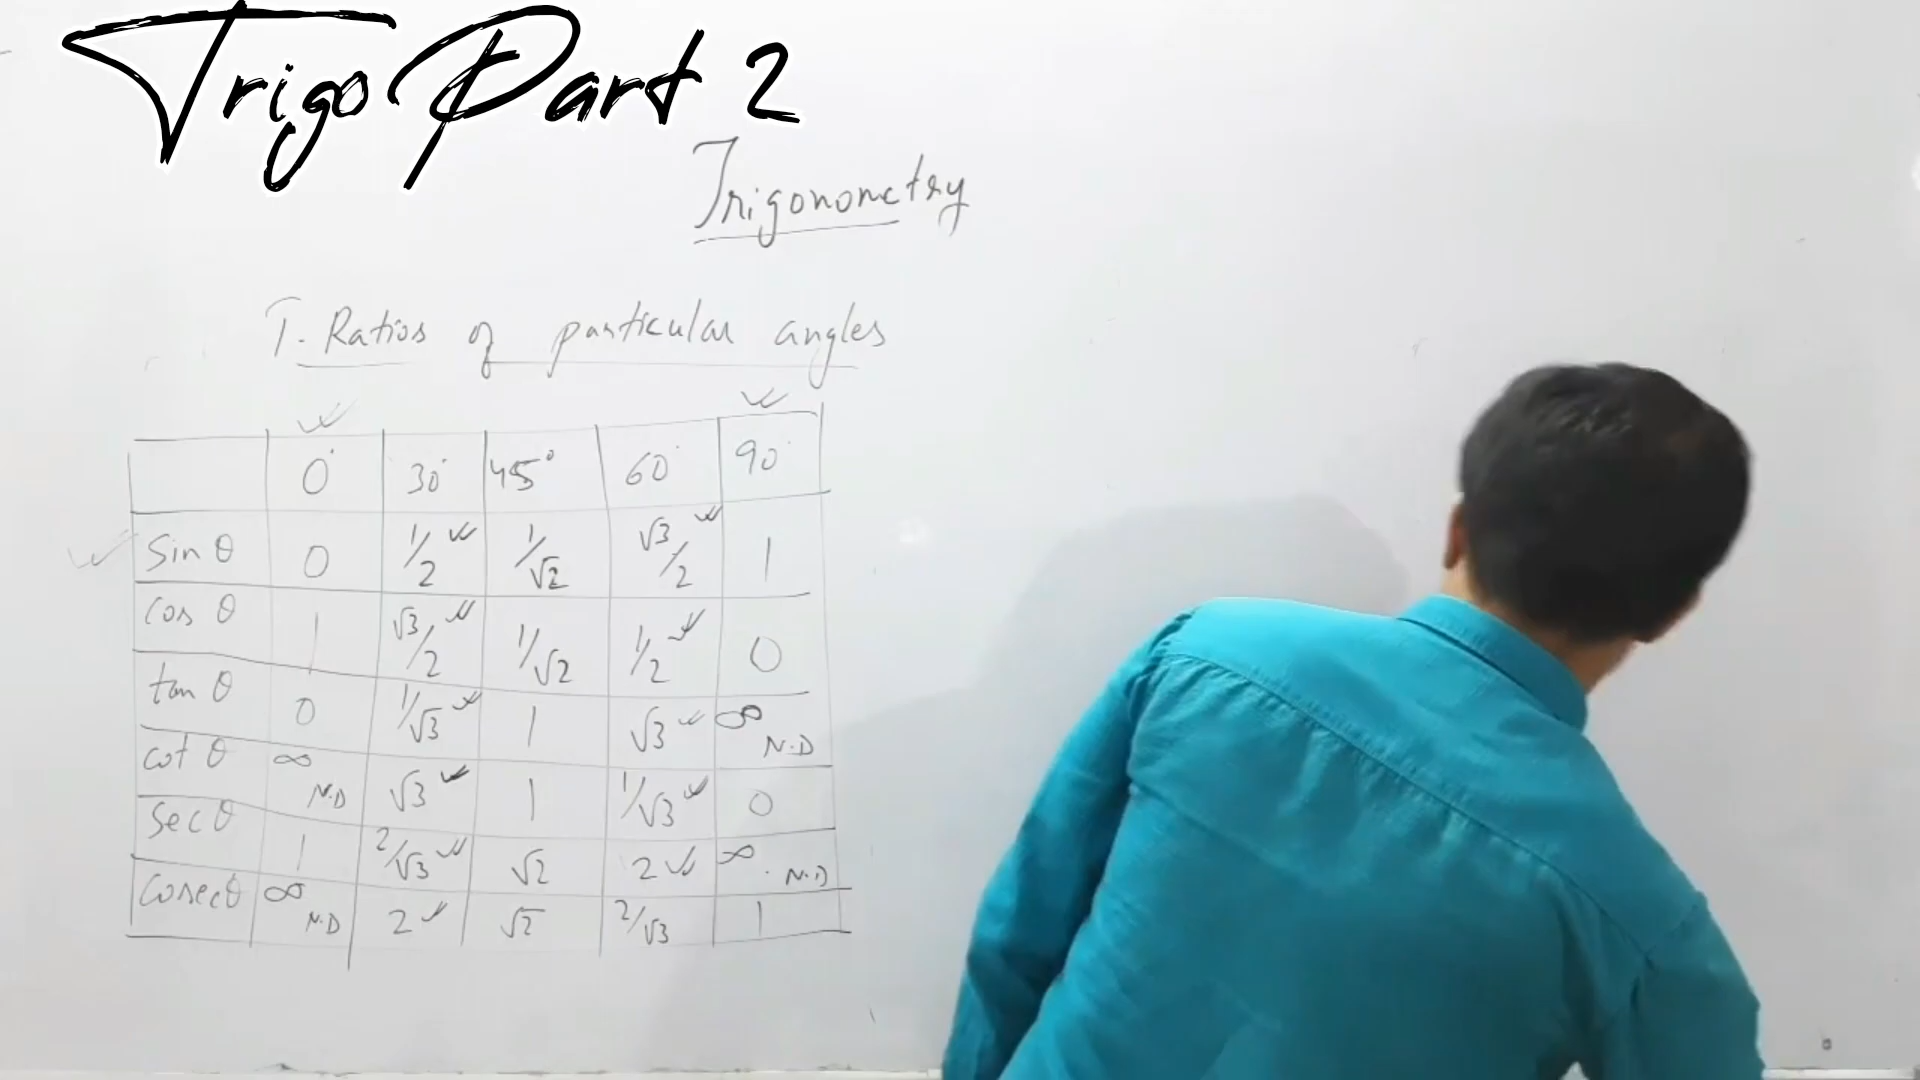 Trigo Part 2
Trigonometry
T. Ratios of particular angles
0° 30° 45° 60° 90°
Sin θ 0 1/2 1/√2 √3/2 1
cos θ 1 √3/2 1/√2 1/2 0
tan θ 0 1/√3 1 √3 ∞ N.D
cot θ ∞ N.D √3 1 1/√3 0
Sec θ 1 2/√3 √2 2 ∞ N.D
Cosec θ ∞ N.D 2 √2 2/√3 1